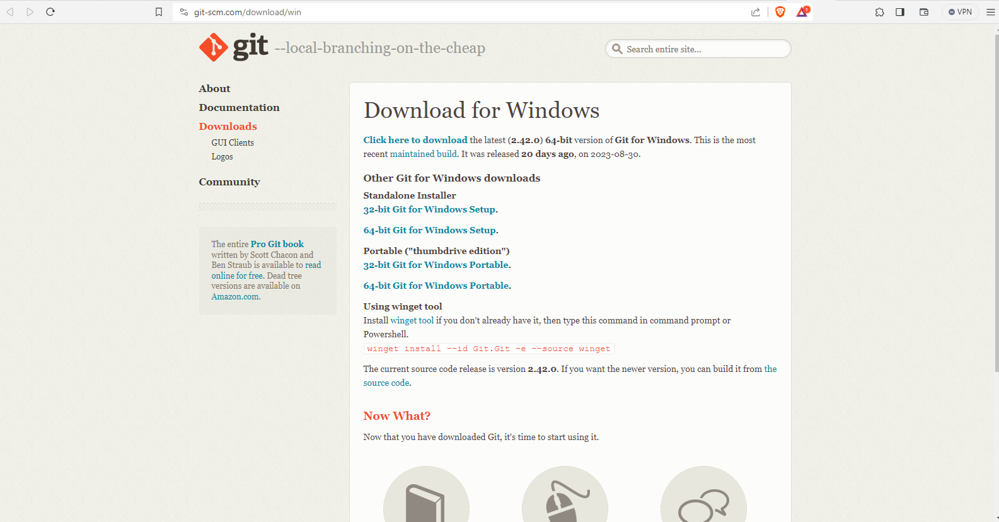 git-scm.com/download/win
1
VPN
git --local-branching-on-the-cheap
Search entire site...
About
Documentation
Downloads
GUI Clients
Logos
Community
The entire Pro Git book
written by Scott Chacon and
Ben Straub is available to read
online for free. Dead tree
versions are available on
Amazon.com.
Download for Windows
Click here to download the latest (2.42.0) 64-bit version of Git for Windows. This is the most
recent maintained build. It was released 20 days ago, on 2023-08-30.
Other Git for Windows downloads
Standalone Installer
32-bit Git for Windows Setup.
64-bit Git for Windows Setup.
Portable ("thumbdrive edition")
32-bit Git for Windows Portable.
64-bit Git for Windows Portable.
Using winget tool
Install winget tool if you don't already have it, then type this command in command prompt or
Powershell.
winget install --id Git.Git -e --source winget
The current source code release is version 2.42.0. If you want the newer version, you can build it from the
source code.
Now What?
Now that you have downloaded Git, it's time to start using it.